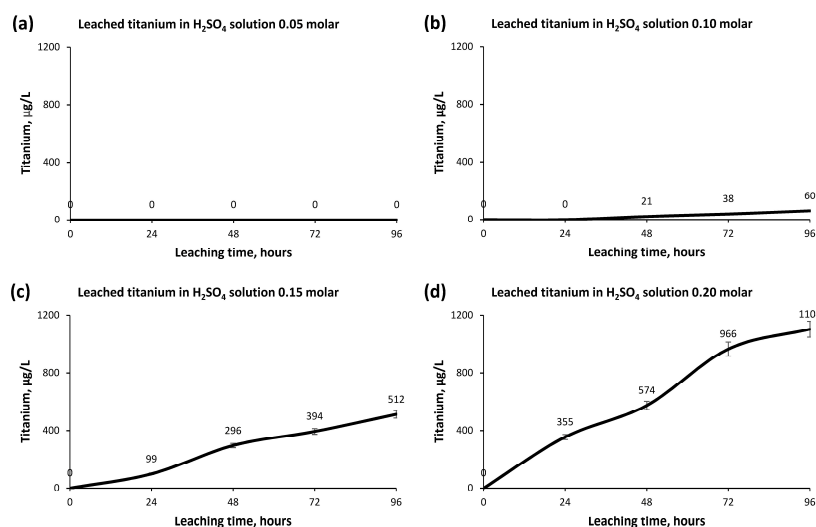 (a) Leached titanium in H₂SO₄ solution 0.05 molar
1200
800
400
0
Titanium, µg/L
0 0 0 0 0
0 24 48 72 96
Leaching time, hours
(b) Leached titanium in H₂SO₄ solution 0.10 molar
1200
800
400
0
Titanium, µg/L
0 0 21 38 60
0 24 48 72 96
Leaching time, hours
(c) Leached titanium in H₂SO₄ solution 0.15 molar
1200
800
400
0
Titanium, µg/L
0 99 296 394 512
0 24 48 72 96
Leaching time, hours
(d) Leached titanium in H₂SO₄ solution 0.20 molar
1200
800
400
0
Titanium, µg/L
0 355 574 966 110
0 24 48 72 96
Leaching time, hours